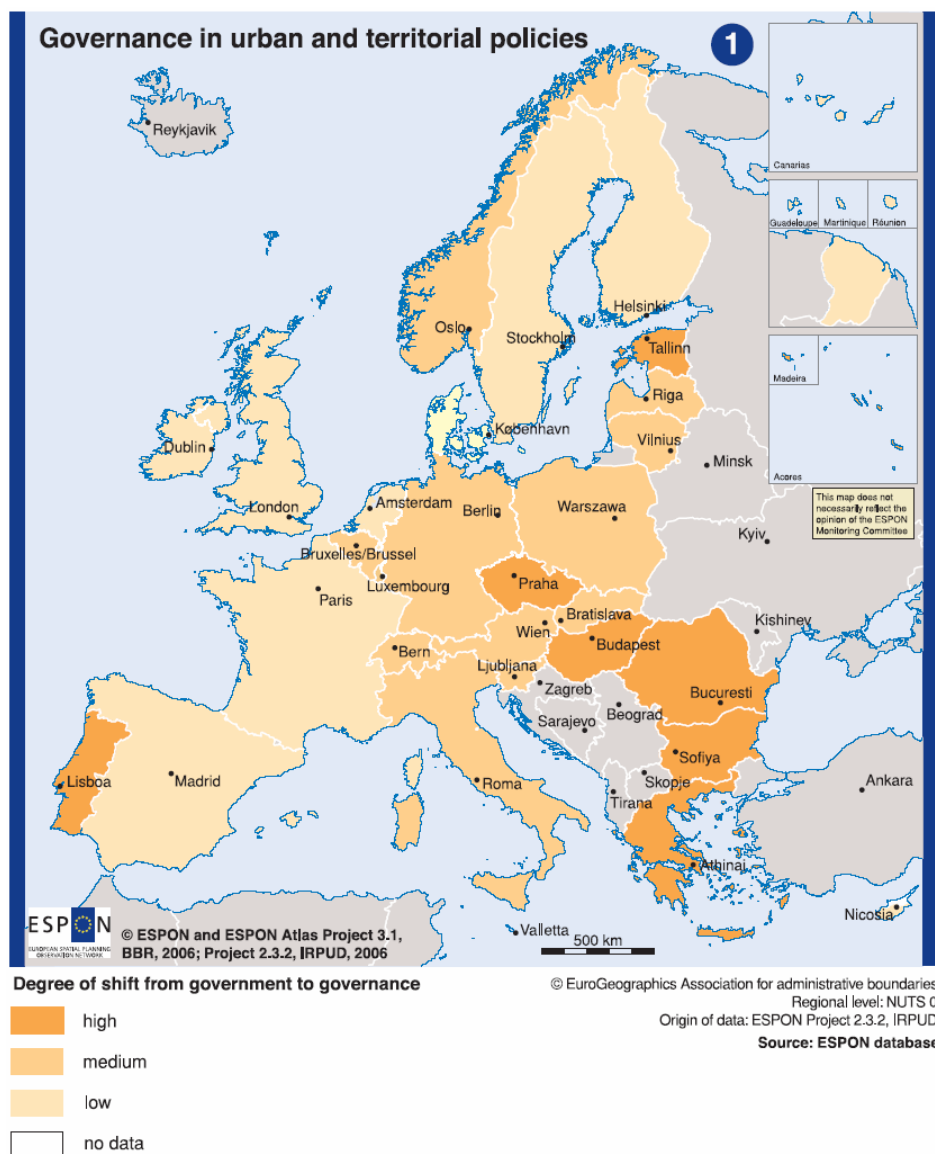 Governance in urban and territorial policies
1
Reykjavik
Canarias
Guadeloupe
Martinique
Réunion
Helsinki
Oslo
Stockholm
Tallinn
Madeira
Riga
København
Dublin
Vilnius
Minsk
Acores
London
Amsterdam
Berlin
Warszawa
This map does not
necessarily reflect the
opinion of the ESPON
Monitoring Committee
Kyiv
Bruxelles/Brussel
Luxembourg
Praha
Paris
Bratislava
Kishinev
Wien
Budapest
Bern
Ljubljana
Zagreb
Bucuresti
Beograd
Sarajevo
Sofiya
Lisboa
Madrid
Roma
Skopje
Ankara
Tirana
Athinai
Nicosia
ESPON
EUROPEAN SPATIAL PLANNING
OBSERVATION NETWORK
© ESPON and ESPON Atlas Project 3.1,
BBR, 2006; Project 2.3.2, IRPUD, 2006
Valletta
500 km
Degree of shift from government to governance
high
medium
low
no data
© EuroGeographics Association for administrative boundaries
Regional level: NUTS 0
Origin of data: ESPON Project 2.3.2, IRPUD
Source: ESPON database